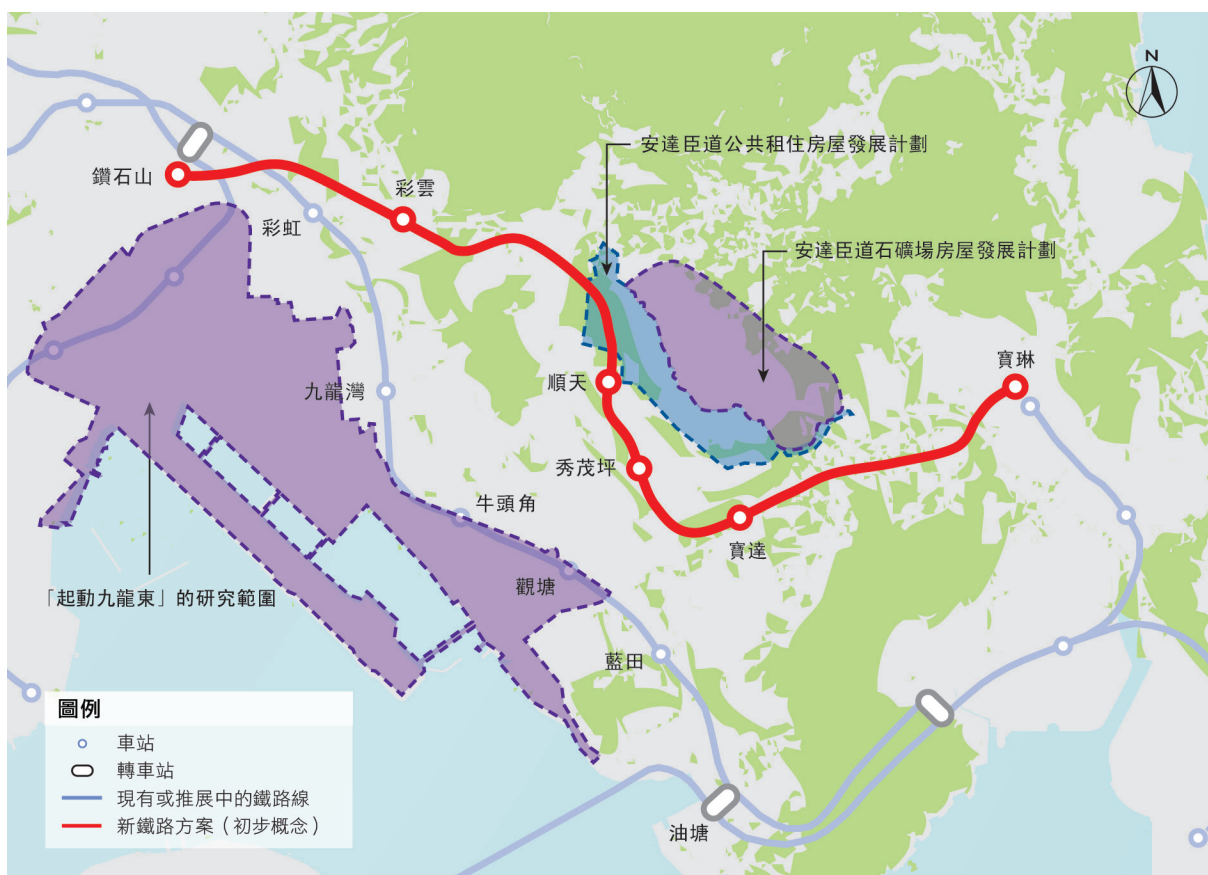 N
安達臣道公共租住房屋發展計劃
鑽石山
彩雲
彩虹
安達臣道石礦場房屋發展計劃
寶琳
順天
九龍灣
秀茂坪
牛頭角
寶達
觀塘
「起動九龍東」的研究範圍
藍田
圖例
車站
轉車站
現有或推展中的鐵路線
新鐵路方案（初步概念）
油塘